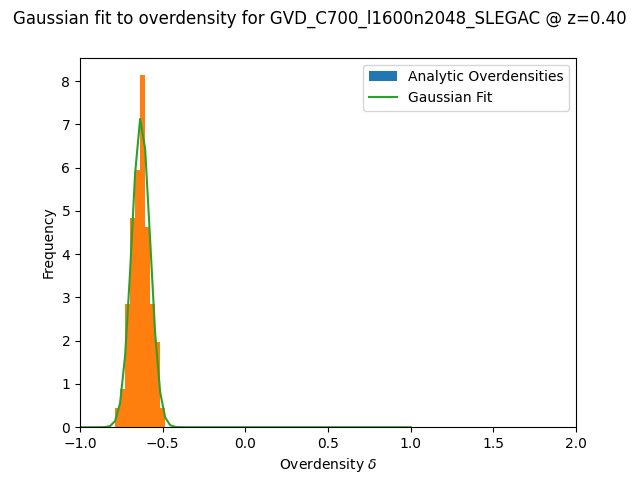 Gaussian fit to overdensity for GVD_C700_l1600n2048_SLEGAC @ z=0.40
Analytic Overdensities
Gaussian Fit
Frequency
8
7
6
5
4
3
2
1
0
−1.0 −0.5 0.0 0.5 1.0 1.5 2.0
Overdensity δ